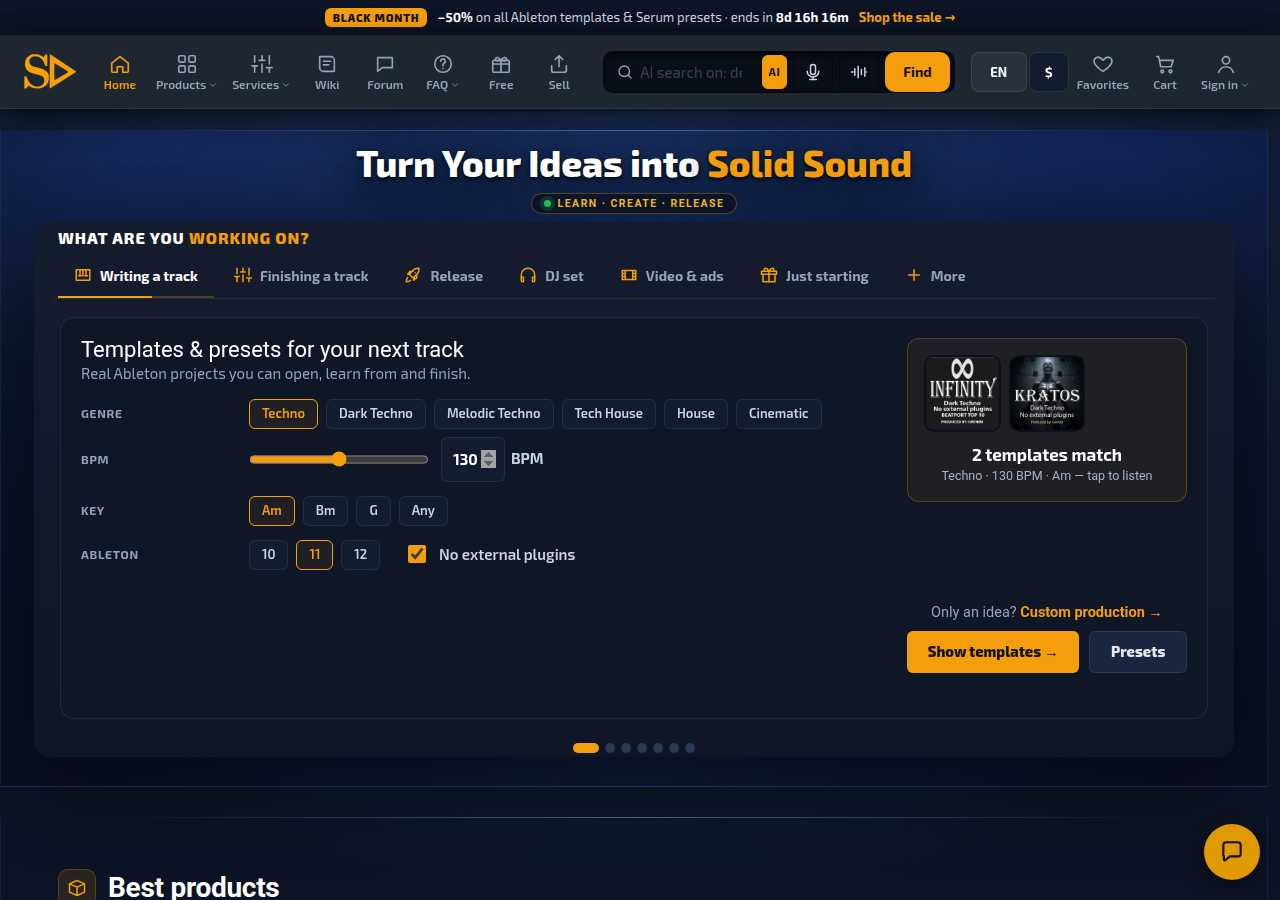 BLACK MONTH −50% on all Ableton templates & Serum presets · ends in 8d 16h 16m Shop the sale →
Home Products Services Wiki Forum FAQ Free Sell AI search on: dr AI Find EN $ Favorites Cart Sign in
Turn Your Ideas into Solid Sound
LEARN · CREATE · RELEASE
WHAT ARE YOU WORKING ON?
Writing a track Finishing a track Release DJ set Video & ads Just starting More
Templates & presets for your next track
Real Ableton projects you can open, learn from and finish.
GENRE Techno Dark Techno Melodic Techno Tech House House Cinematic
BPM 130 BPM
KEY Am Bm G Any
ABLETON 10 11 12 No external plugins
INFINITY
Dark Techno
No external plugins
BEATPORT TOP 10
KRATOS
Dark Techno
No external plugins
2 templates match
Techno · 130 BPM · Am — tap to listen
Only an idea? Custom production →
Show templates → Presets
Best products